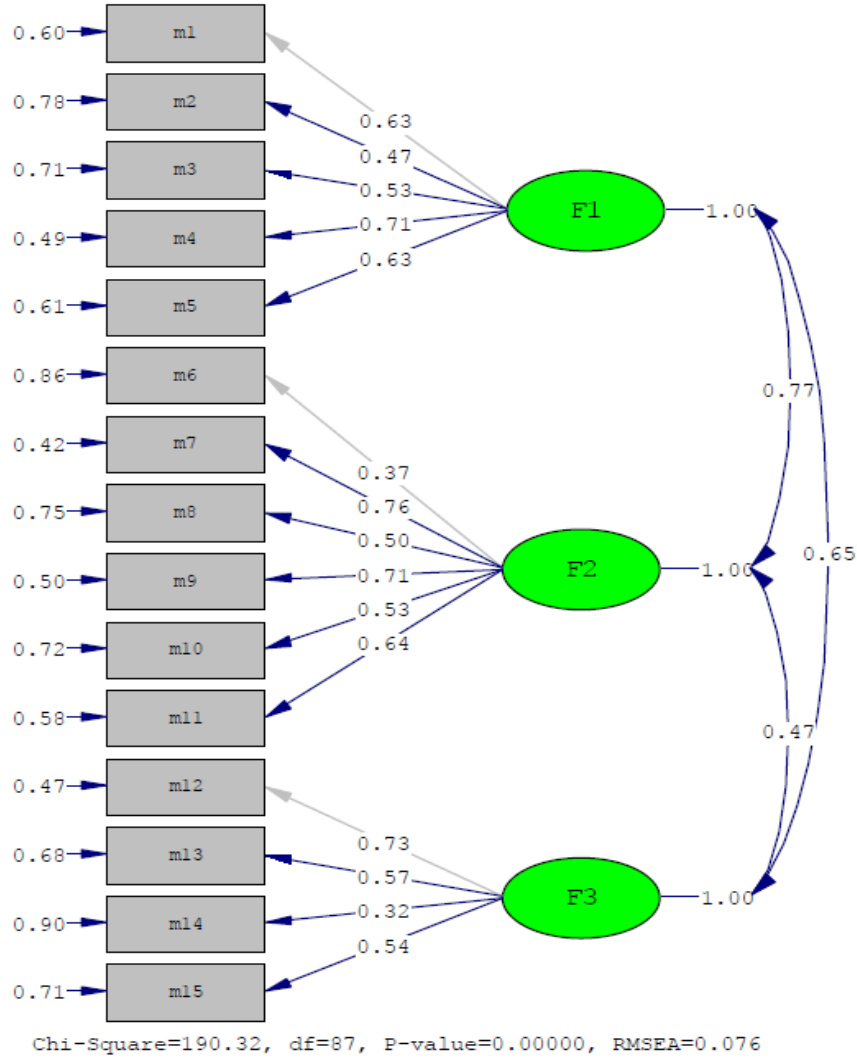 0.60 m1
0.78 m2
0.63
0.47
0.71 m3
0.53
F1 1.00
0.71
0.49 m4
0.63
0.61 m5
0.86 m6
0.77
0.42 m7
0.37
0.76
0.75 m8
0.50
0.65
F2 1.00
0.50 m9
0.71
0.53
0.72 m10
0.64
0.58 m11
0.47
0.47 m12
0.73
0.68 m13
0.57
F3 1.00
0.32
0.90 m14
0.54
0.71 m15
Chi-Square=190.32, df=87, P-value=0.00000, RMSEA=0.076